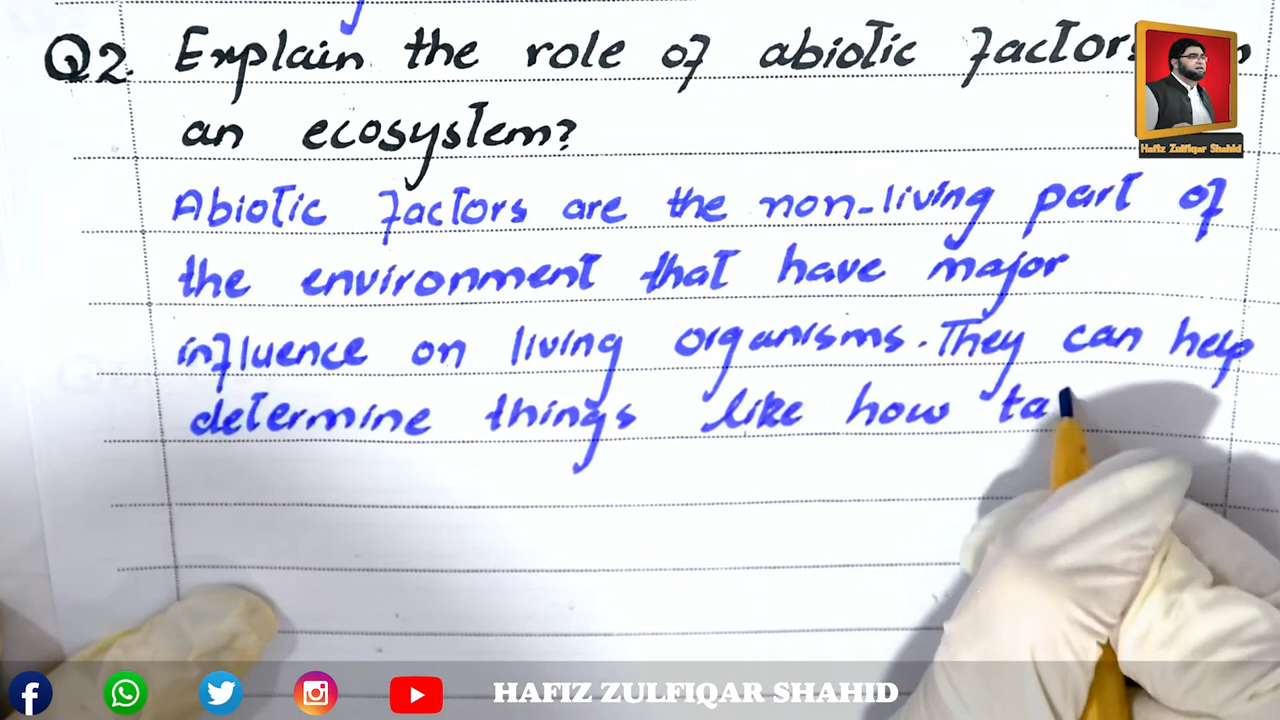 Q2. Explain the role of abiotic factors
an ecosystem?
Abiotic factors are the non-living part of
the environment that have major
influence on living organisms. They can help
determine things like how ta
Hafiz Zulfiqar Shahid
HAFIZ ZULFIQAR SHAHID